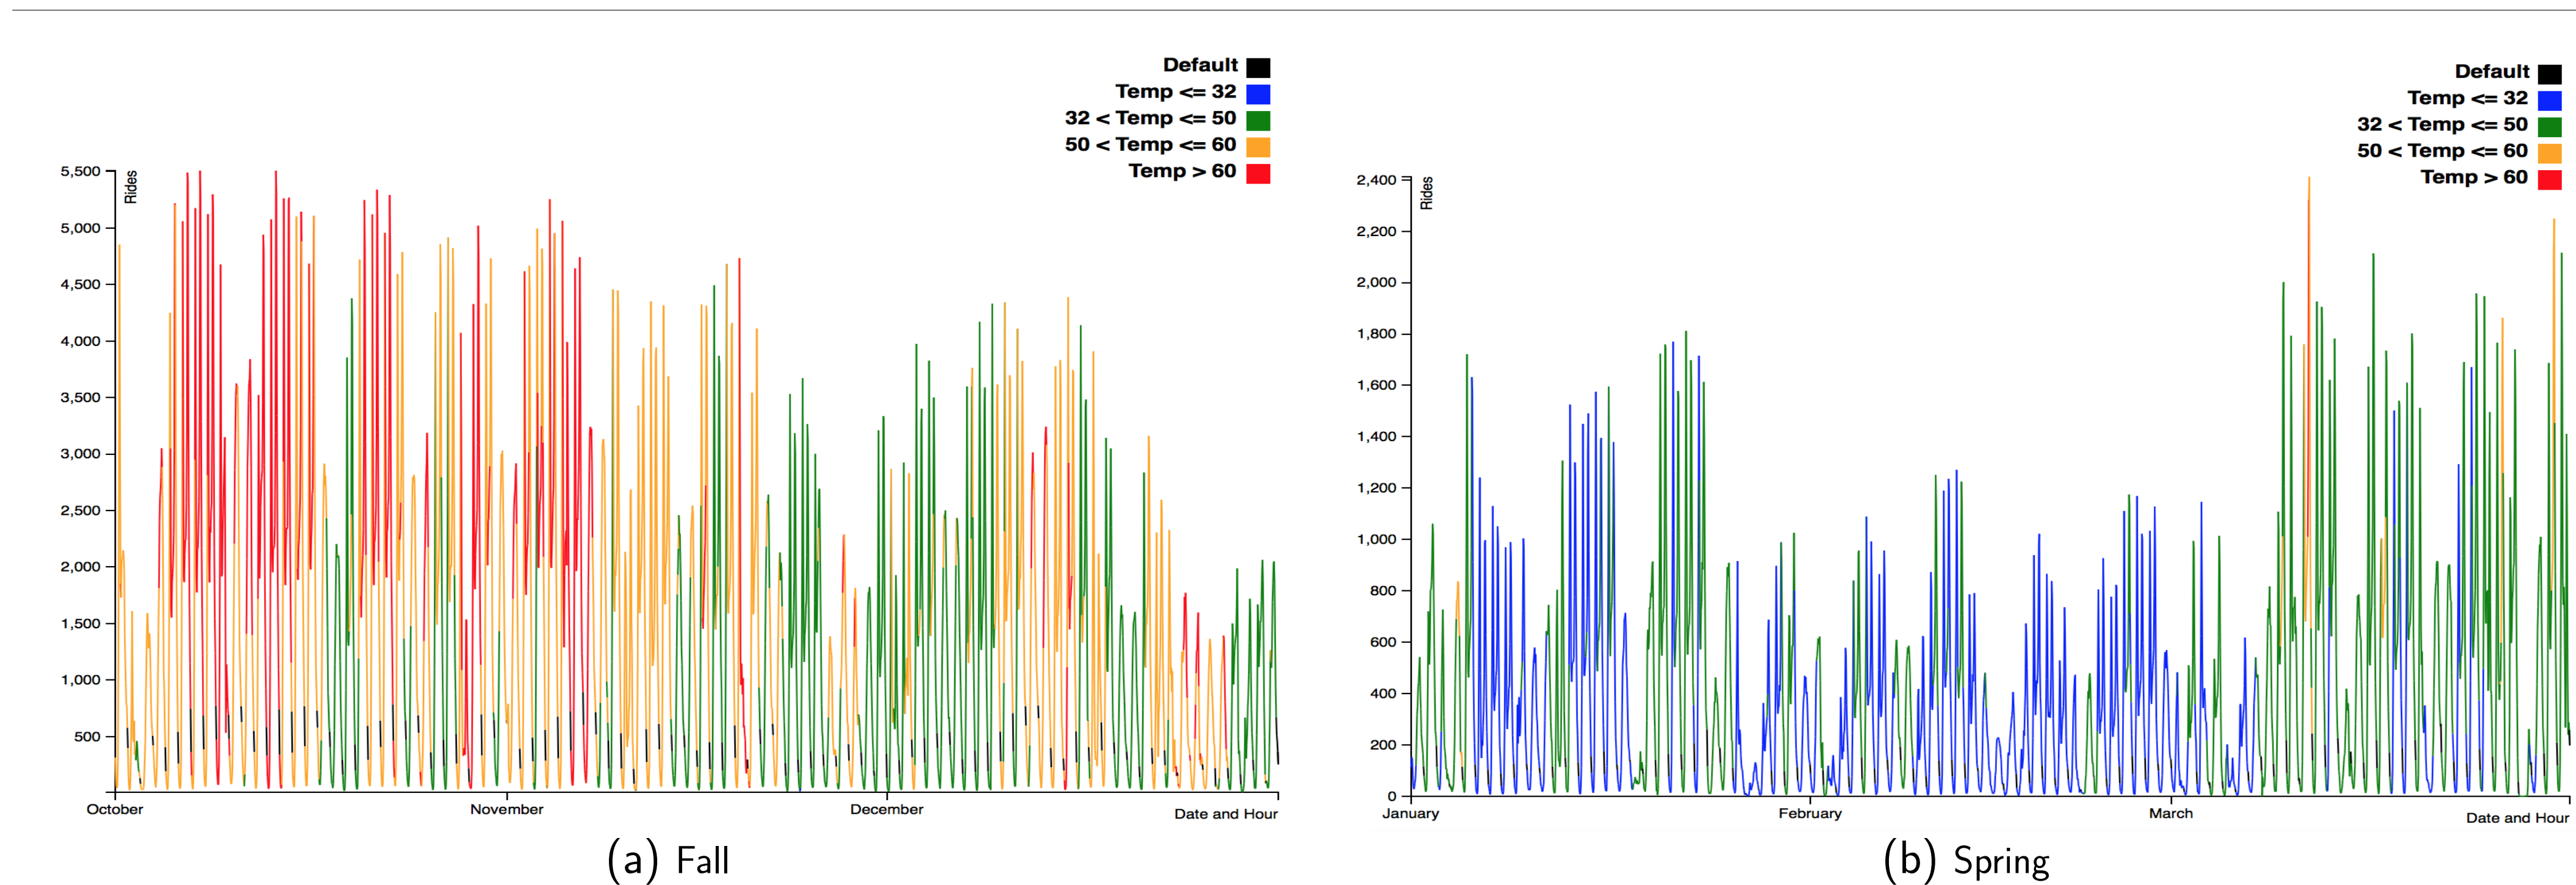 Default
Temp <= 32
32 < Temp <= 50
50 < Temp <= 60
Temp > 60
5,500
5,000
4,500
4,000
3,500
3,000
2,500
2,000
1,500
1,000
500
Rides
October
November
December
Date and Hour
(a) Fall
Default
Temp <= 32
32 < Temp <= 50
50 < Temp <= 60
Temp > 60
2,400
2,200
2,000
1,800
1,600
1,400
1,200
1,000
800
600
400
200
0
Rides
January
February
March
Date and Hour
(b) Spring